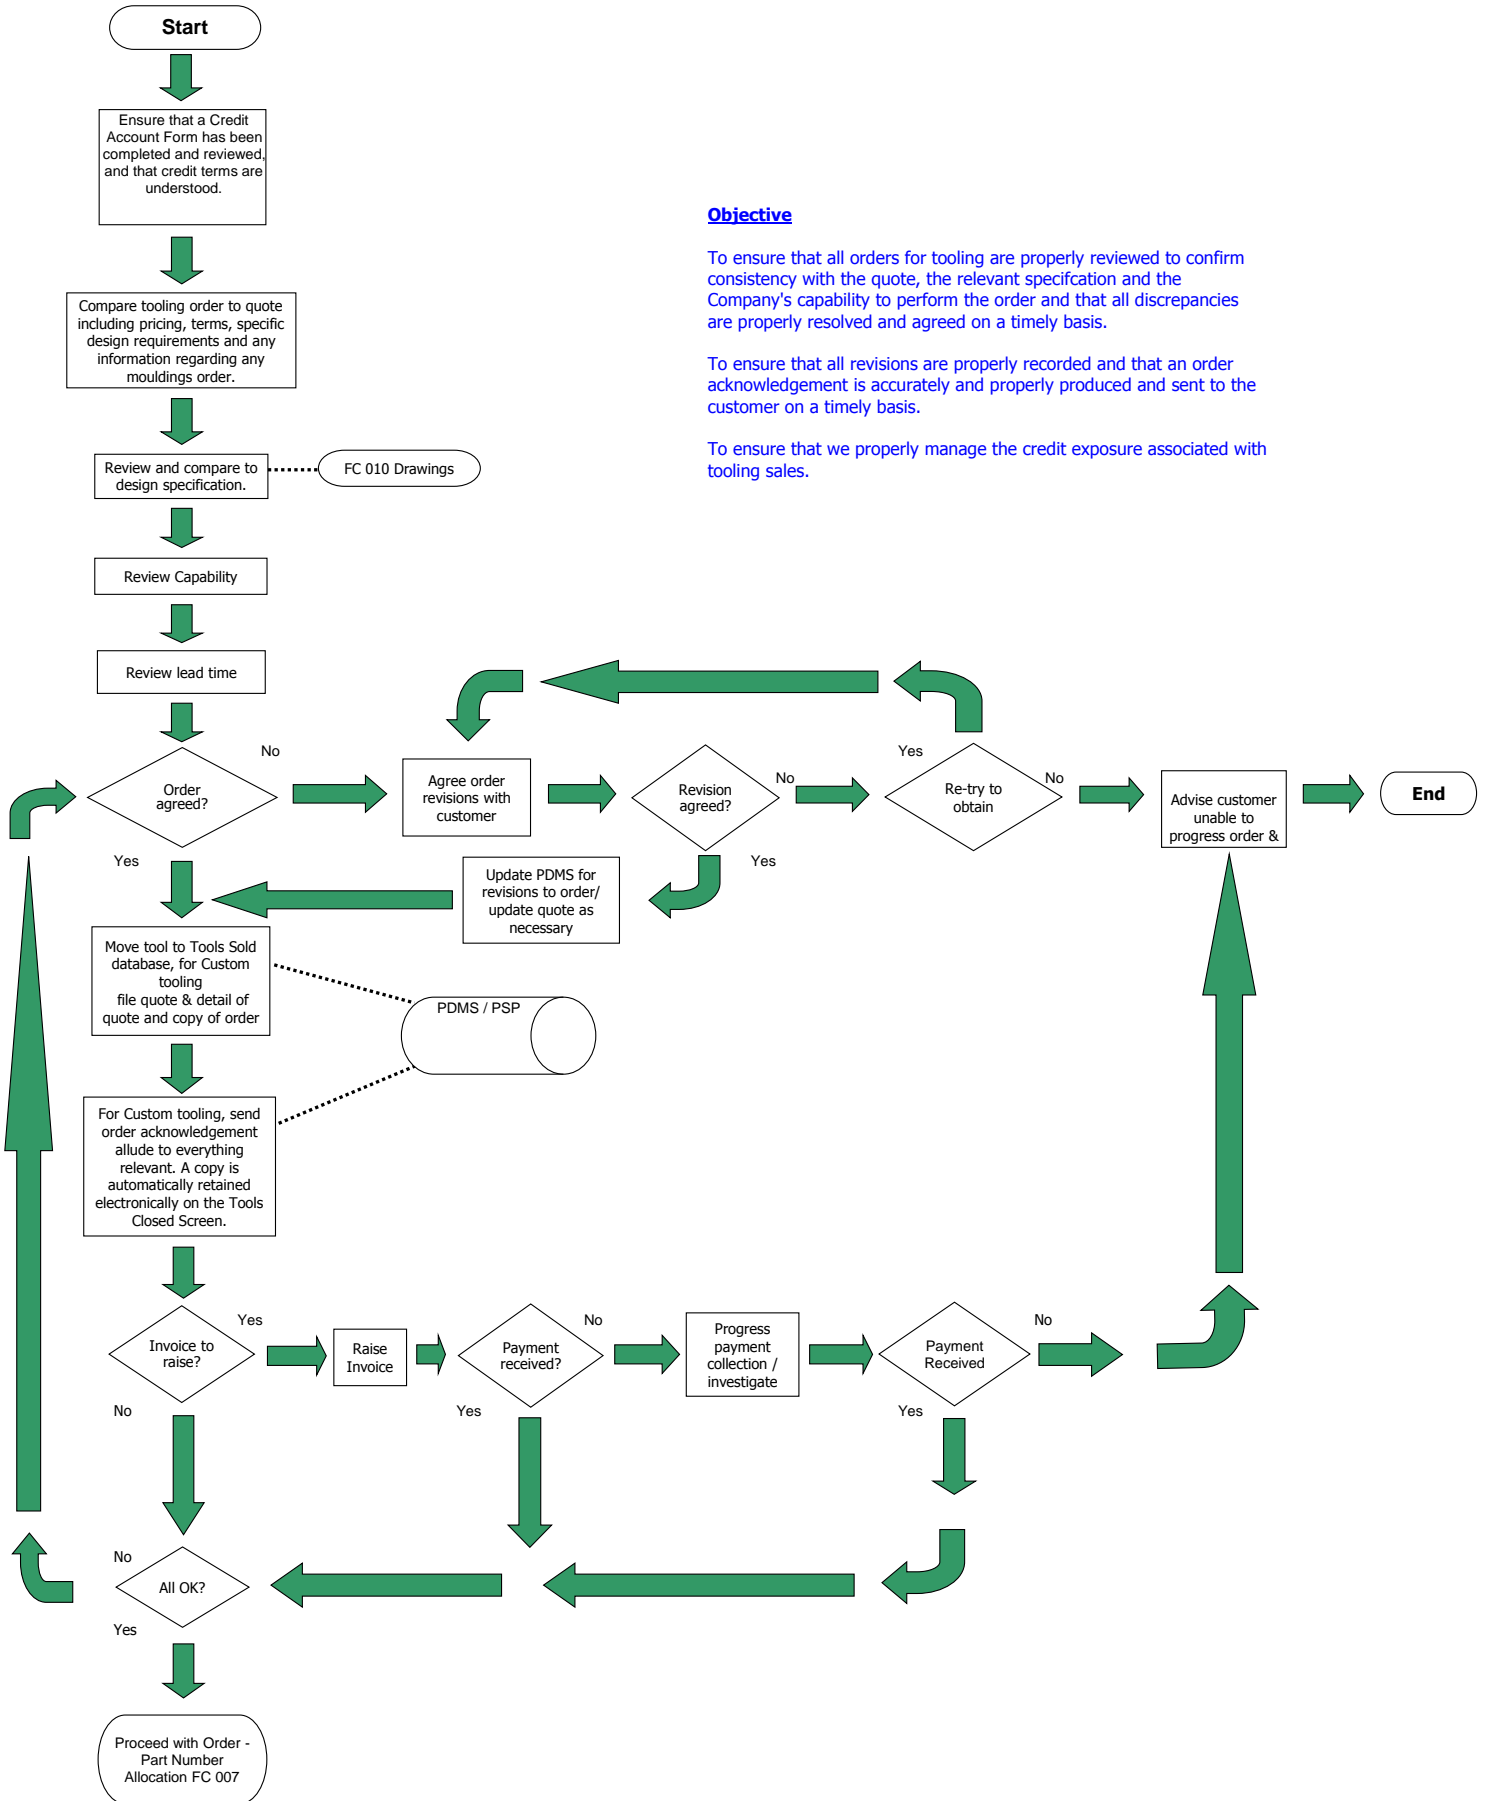 Start
Ensure that a Credit
Account Form has been
completed and reviewed,
and that credit terms are
understood.
Objective
To ensure that all orders for tooling are properly reviewed to confirm
consistency with the quote, the relevant specifcation and the
Company's capability to perform the order and that all discrepancies
are properly resolved and agreed on a timely basis.
To ensure that all revisions are properly recorded and that an order
acknowledgement is accurately and properly produced and sent to the
customer on a timely basis.
To ensure that we properly manage the credit exposure associated with
tooling sales.
Compare tooling order to quote
including pricing, terms, specific
design requirements and any
information regarding any
mouldings order.
Review and compare to
design specification.
FC 010 Drawings
Review Capability
Review lead time
Order
agreed?
No
Yes
Agree order
revisions with
customer
Revision
agreed?
No
Yes
Re-try to
obtain
Yes
No
Advise customer
unable to
progress order &
End
Update PDMS for
revisions to order/
update quote as
necessary
Move tool to Tools Sold
database, for Custom
tooling
file quote & detail of
quote and copy of order
PDMS / PSP
For Custom tooling, send
order acknowledgement
allude to everything
relevant. A copy is
automatically retained
electronically on the Tools
Closed Screen.
Invoice to
raise?
Yes
No
Raise
Invoice
Payment
received?
No
Yes
Progress
payment
collection /
investigate
Payment
Received
No
Yes
All OK?
No
Yes
Proceed with Order -
Part Number
Allocation FC 007